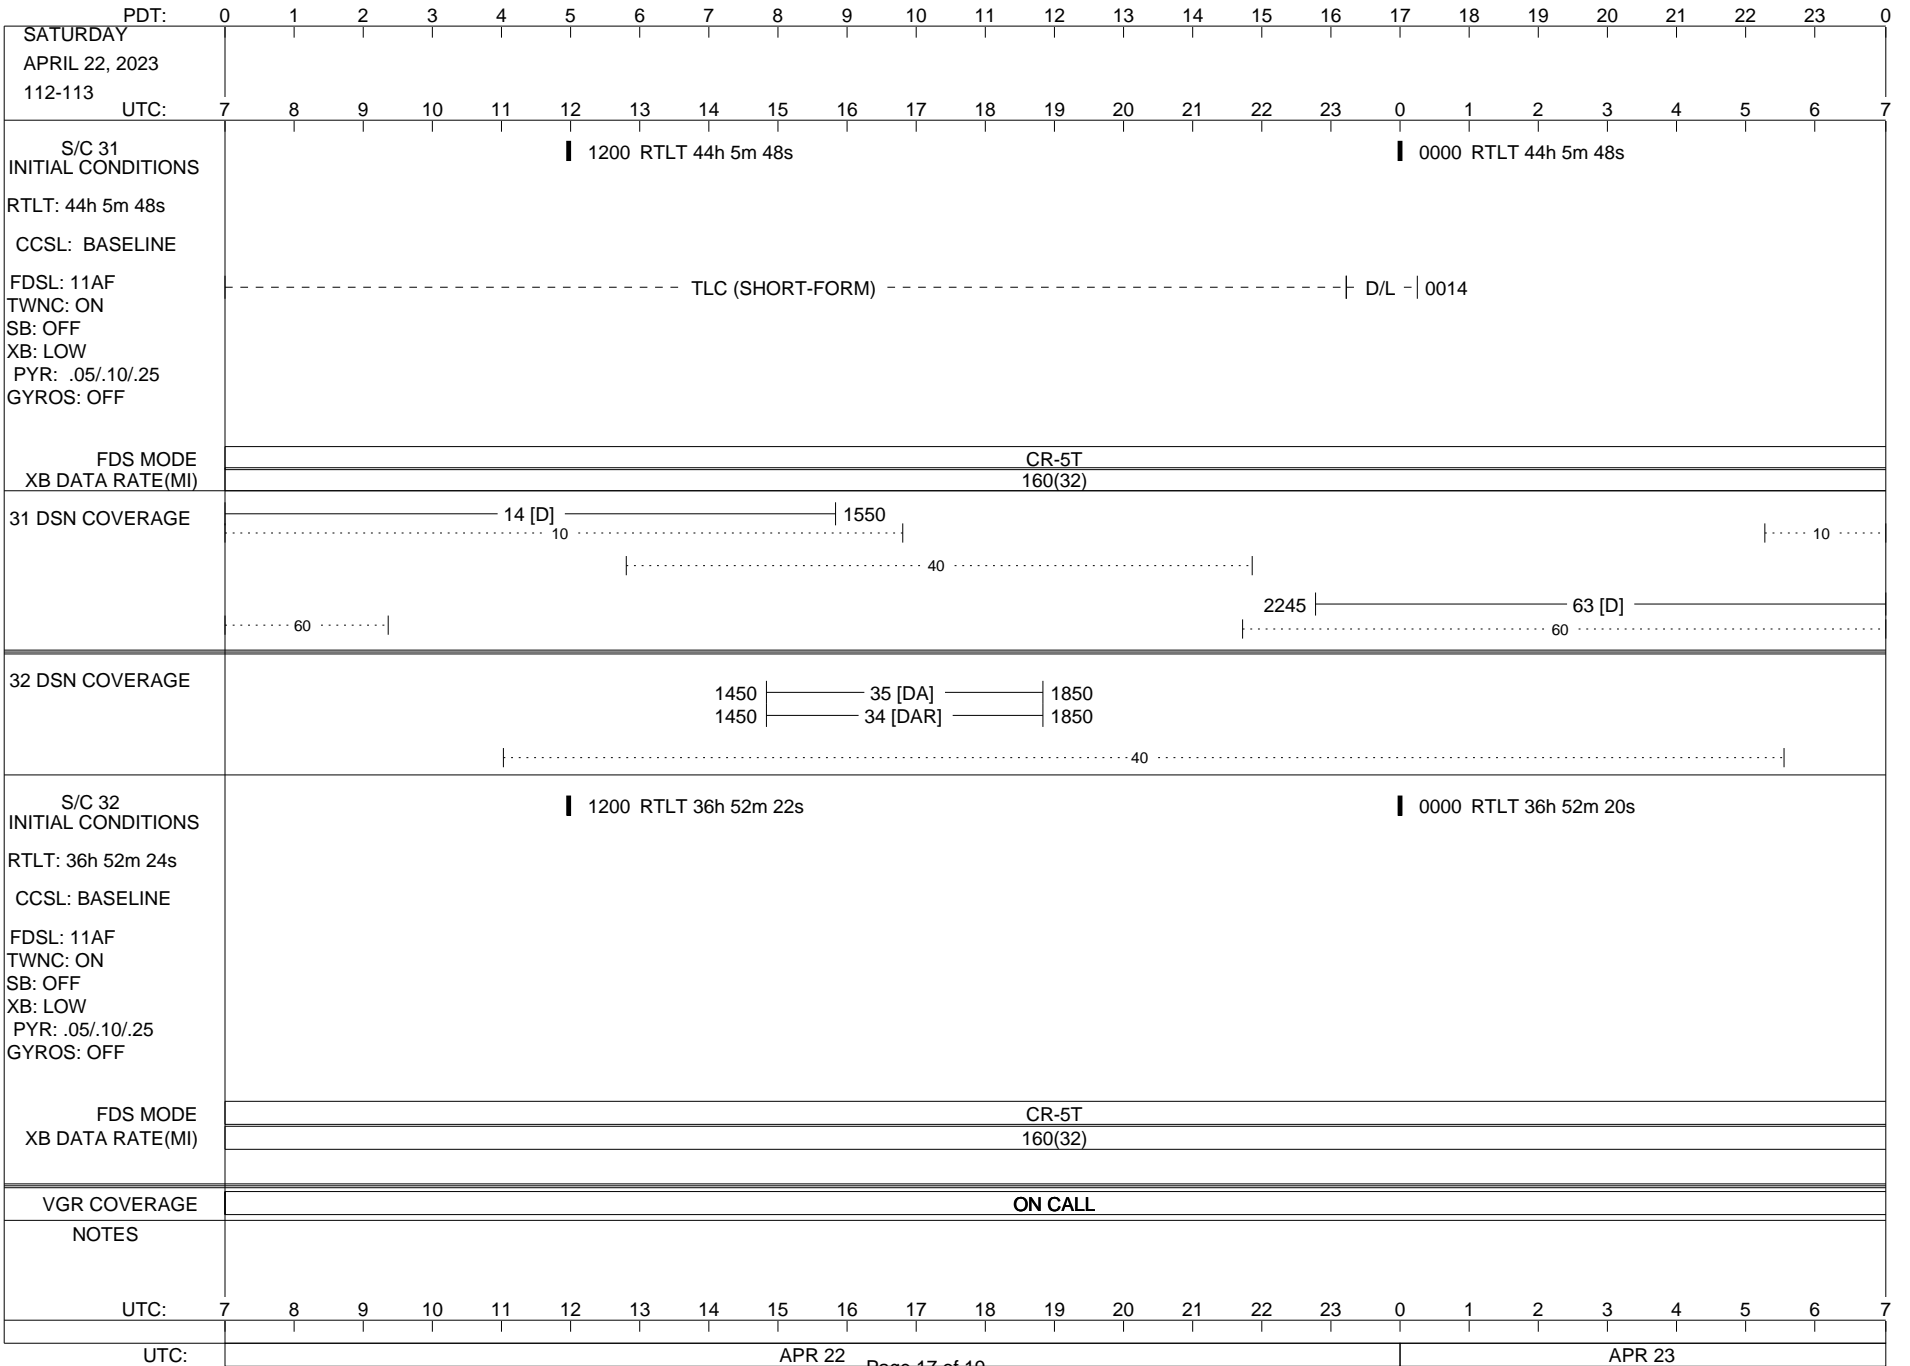 PDT: 0 1 2 3 4 5 6 7 8 9 10 11 12 13 14 15 16 17 18 19 20 21 22 23 0
SATURDAY
APRIL 22, 2023
112-113
UTC: 7 8 9 10 11 12 13 14 15 16 17 18 19 20 21 22 23 0 1 2 3 4 5 6 7
S/C 31
INITIAL CONDITIONS
1200 RTLT 44h 5m 48s
0000 RTLT 44h 5m 48s
RTLT: 44h 5m 48s
CCSL: BASELINE
FDSL: 11AF
TLC (SHORT-FORM) D/L 0014
TWNC: ON
SB: OFF
XB: LOW
PYR: .05/.10/.25
GYROS: OFF
FDS MODE CR-5T
XB DATA RATE(MI) 160(32)
31 DSN COVERAGE
14 [D] 1550
10 10
40
2245 63 [D]
60 60
32 DSN COVERAGE
1450 35 [DA] 1850
1450 34 [DAR] 1850
40
S/C 32
INITIAL CONDITIONS
1200 RTLT 36h 52m 22s
0000 RTLT 36h 52m 20s
RTLT: 36h 52m 24s
CCSL: BASELINE
FDSL: 11AF
TWNC: ON
SB: OFF
XB: LOW
PYR: .05/.10/.25
GYROS: OFF
FDS MODE CR-5T
XB DATA RATE(MI) 160(32)
VGR COVERAGE ON CALL
NOTES
UTC: 7 8 9 10 11 12 13 14 15 16 17 18 19 20 21 22 23 0 1 2 3 4 5 6 7
UTC: APR 22 APR 23
Page 17 of 19